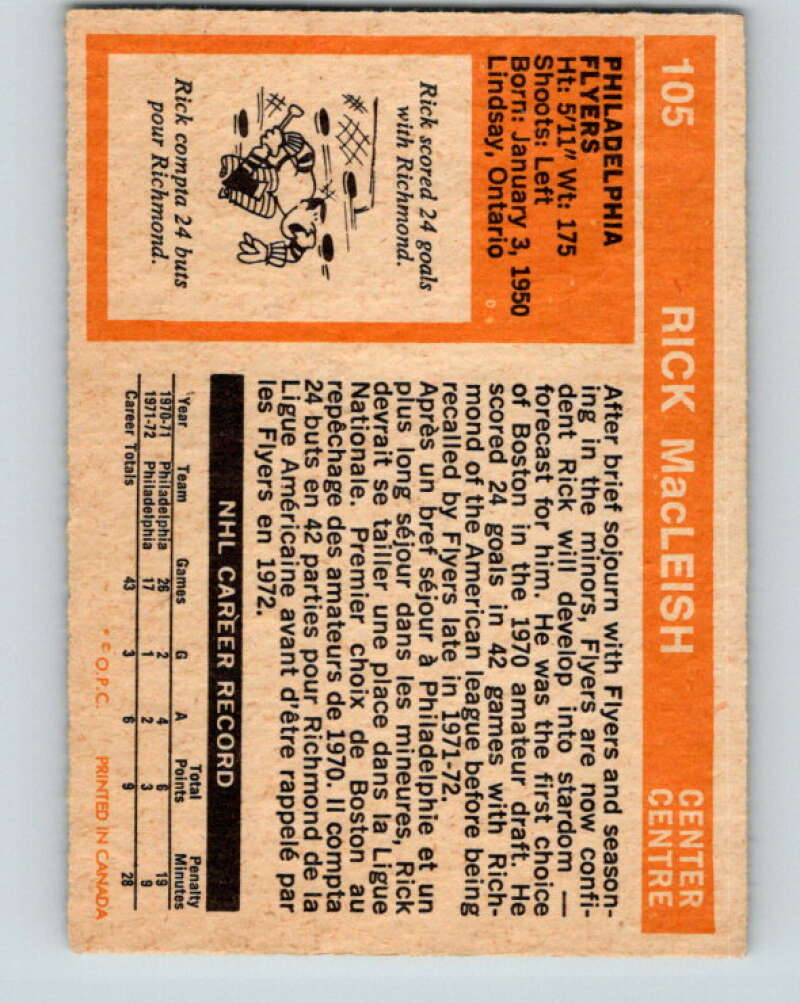 105 RICK MacLEISH CENTER
CENTRE
PHILADELPHIA
FLYERS
Ht: 5'11" Wt: 175
Shoots: Left
Born: January 3, 1950
Lindsay, Ontario
Rick scored 24 goals
with Richmond.
Rick compta 24 buts
pour Richmond.
After brief sojourn with Flyers and season-
ing in the minors, Flyers are now confi-
dent Rick will develop into stardom —
forecast for him. He was the first choice
of Boston in the 1970 amateur draft. He
scored 24 goals in 42 games with Rich-
mond of the American league before being
recalled by Flyers late in 1971-72.
Après un bref séjour à Philadelphie et un
plus long séjour dans les mineures, Rick
devrait se tailler une place dans la Ligue
Nationale. Premier choix de Boston au
repêchage des amateurs de 1970. Il compta
24 buts en 42 parties pour Richmond de la
Ligue Américaine avant d'être rappelé par
les Flyers en 1972.
NHL CAREER RECORD
Year Team Games G A Total Points Penalty Minutes
1970-71 Philadelphia 26 2 4 6 19
1971-72 Philadelphia 17 1 2 3 9
Career Totals 43 3 6 9 28
* © O.P.C. PRINTED IN CANADA